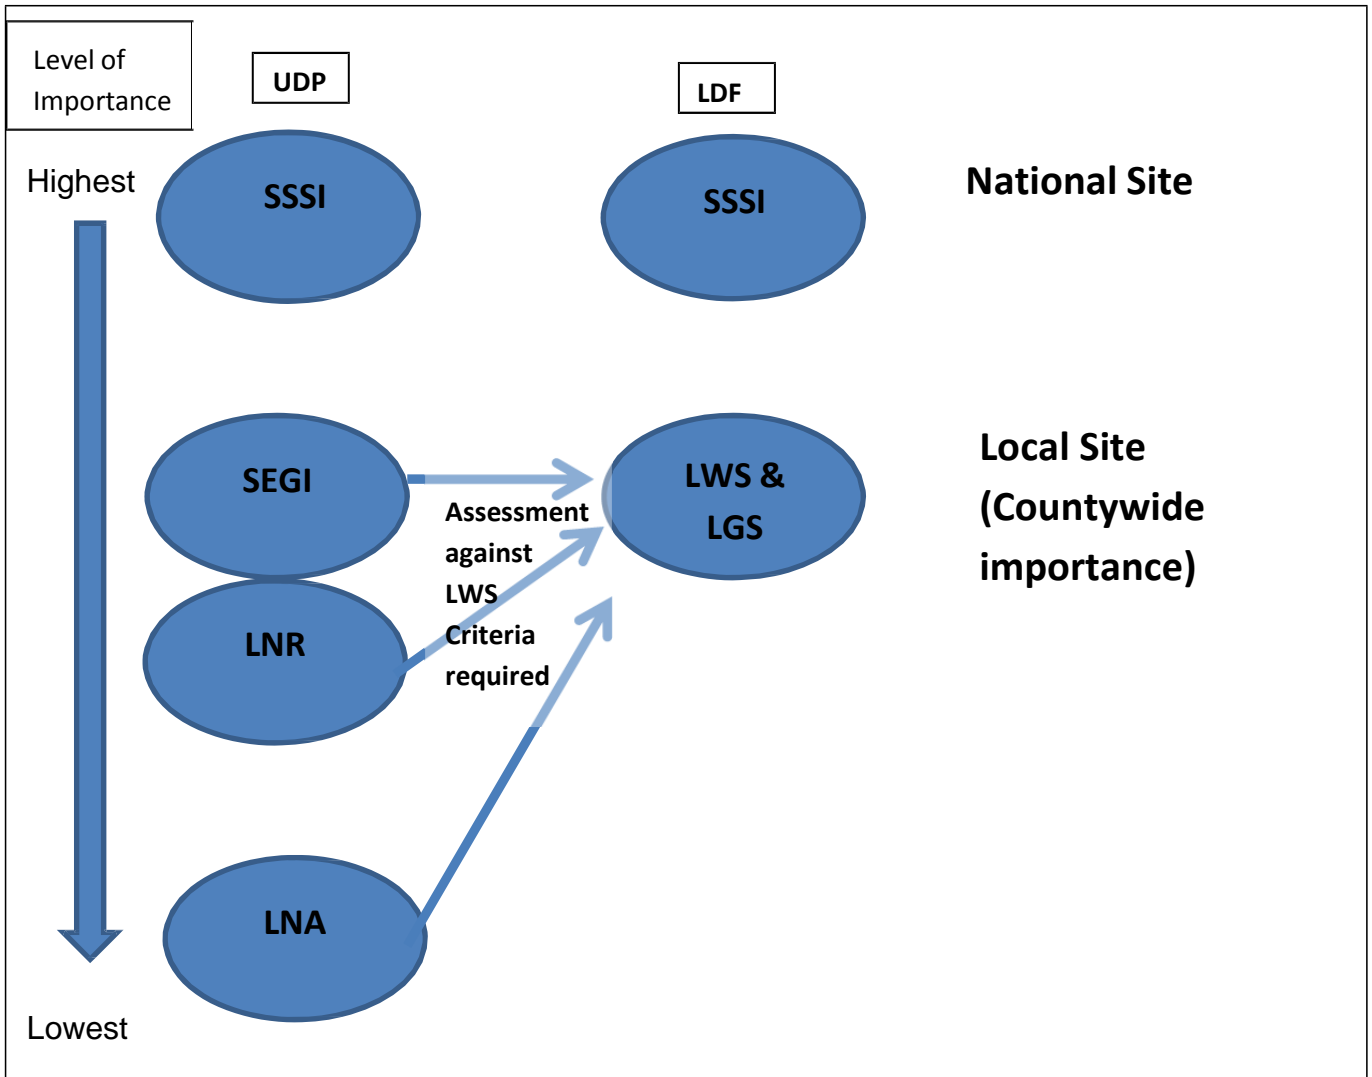 Level of
Importance
UDP
LDF
Highest
SSSI
SSSI
National Site
SEGI
LWS &
LGS
Local Site
(Countywide
importance)
Assessment
against
LWS
Criteria
required
LNR
LNA
Lowest